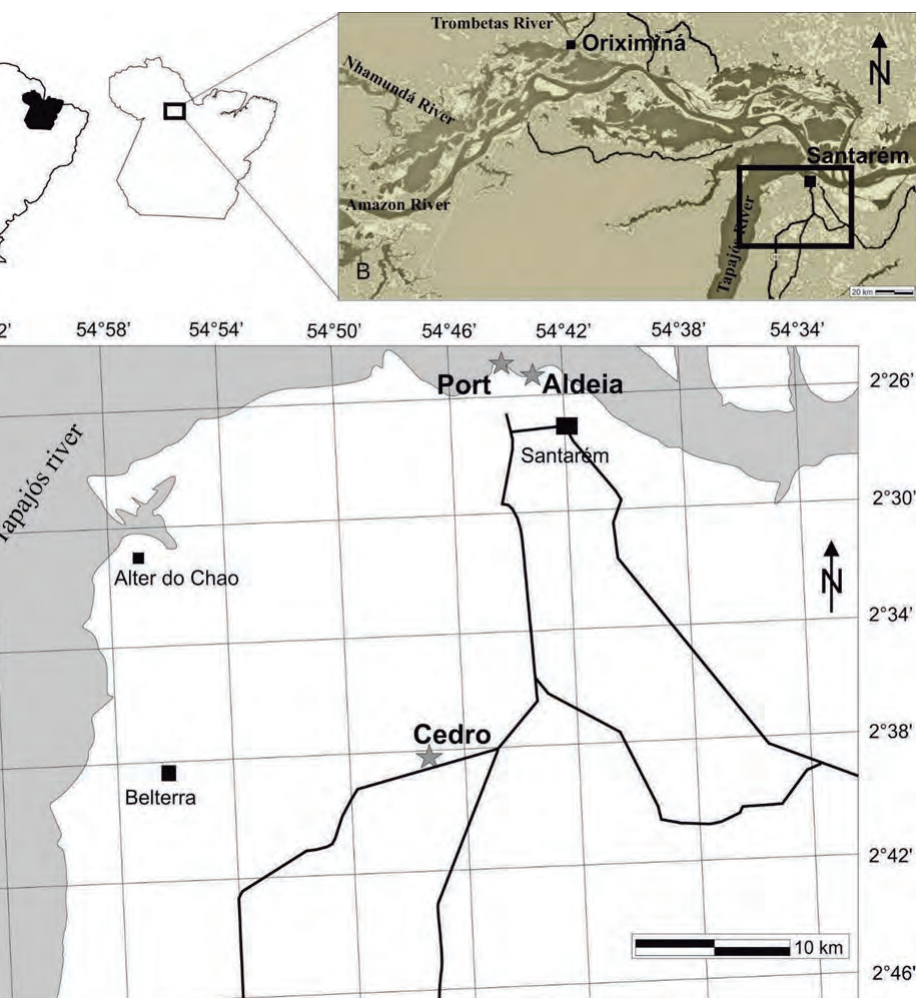 Trombetas River
Oriximiná
N
Nhamundá River
Santarém
Amazon River
Tapajós River
B
20 km
2'
54°58'
54°54'
54°50'
54°46'
54°42'
54°38'
54°34'
2°26'
Port
Aldeia
Santarém
Tapajós river
2°30'
Alter do Chao
N
2°34'
Cedro
2°38'
Belterra
2°42'
10 km
2°46'